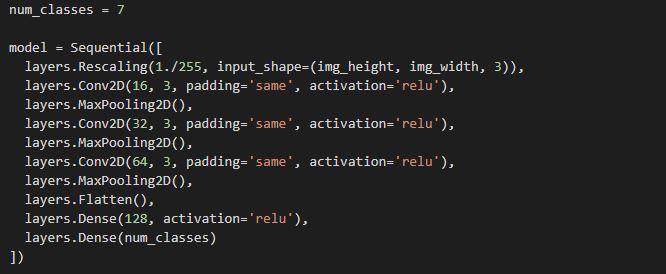 num_classes = 7
model = Sequential([
  layers.Rescaling(1./255, input_shape=(img_height, img_width, 3)),
  layers.Conv2D(16, 3, padding='same', activation='relu'),
  layers.MaxPooling2D(),
  layers.Conv2D(32, 3, padding='same', activation='relu'),
  layers.MaxPooling2D(),
  layers.Conv2D(64, 3, padding='same', activation='relu'),
  layers.MaxPooling2D(),
  layers.Flatten(),
  layers.Dense(128, activation='relu'),
  layers.Dense(num_classes)
])